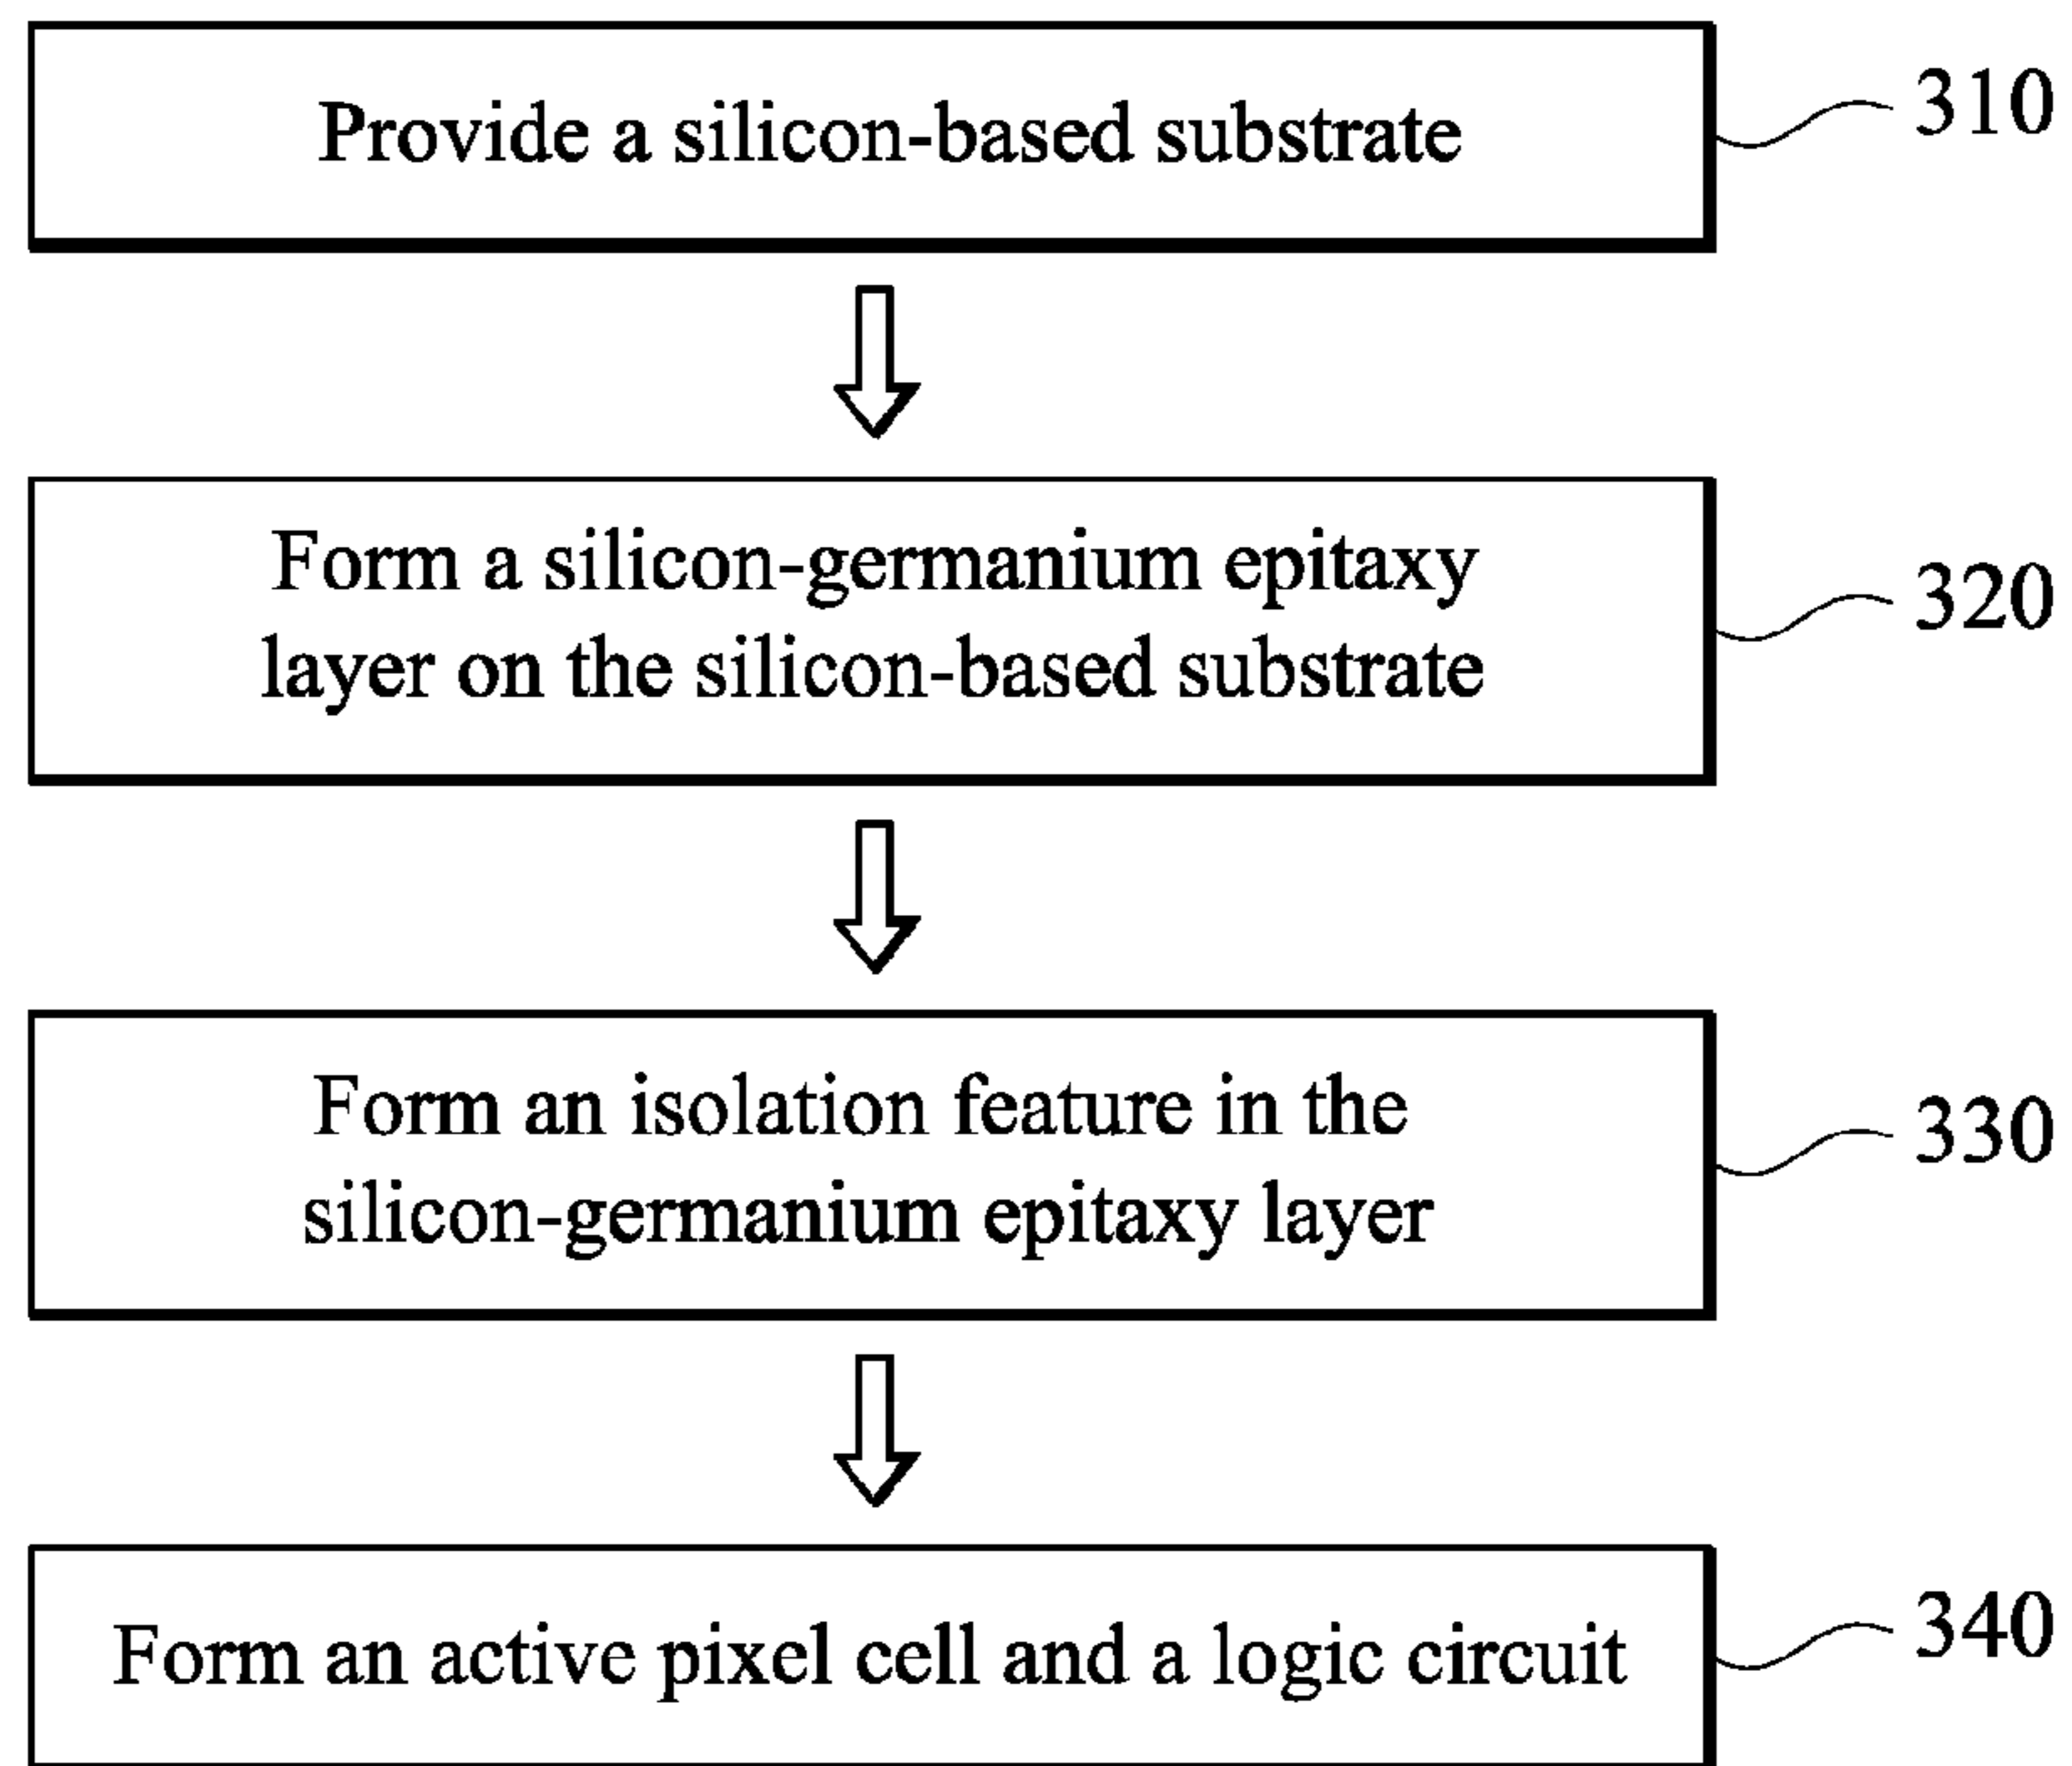 Provide a silicon-based substrate
310
Form a silicon-germanium epitaxy
layer on the silicon-based substrate
320
Form an isolation feature in the
silicon-germanium epitaxy layer
330
Form an active pixel cell and a logic circuit
340